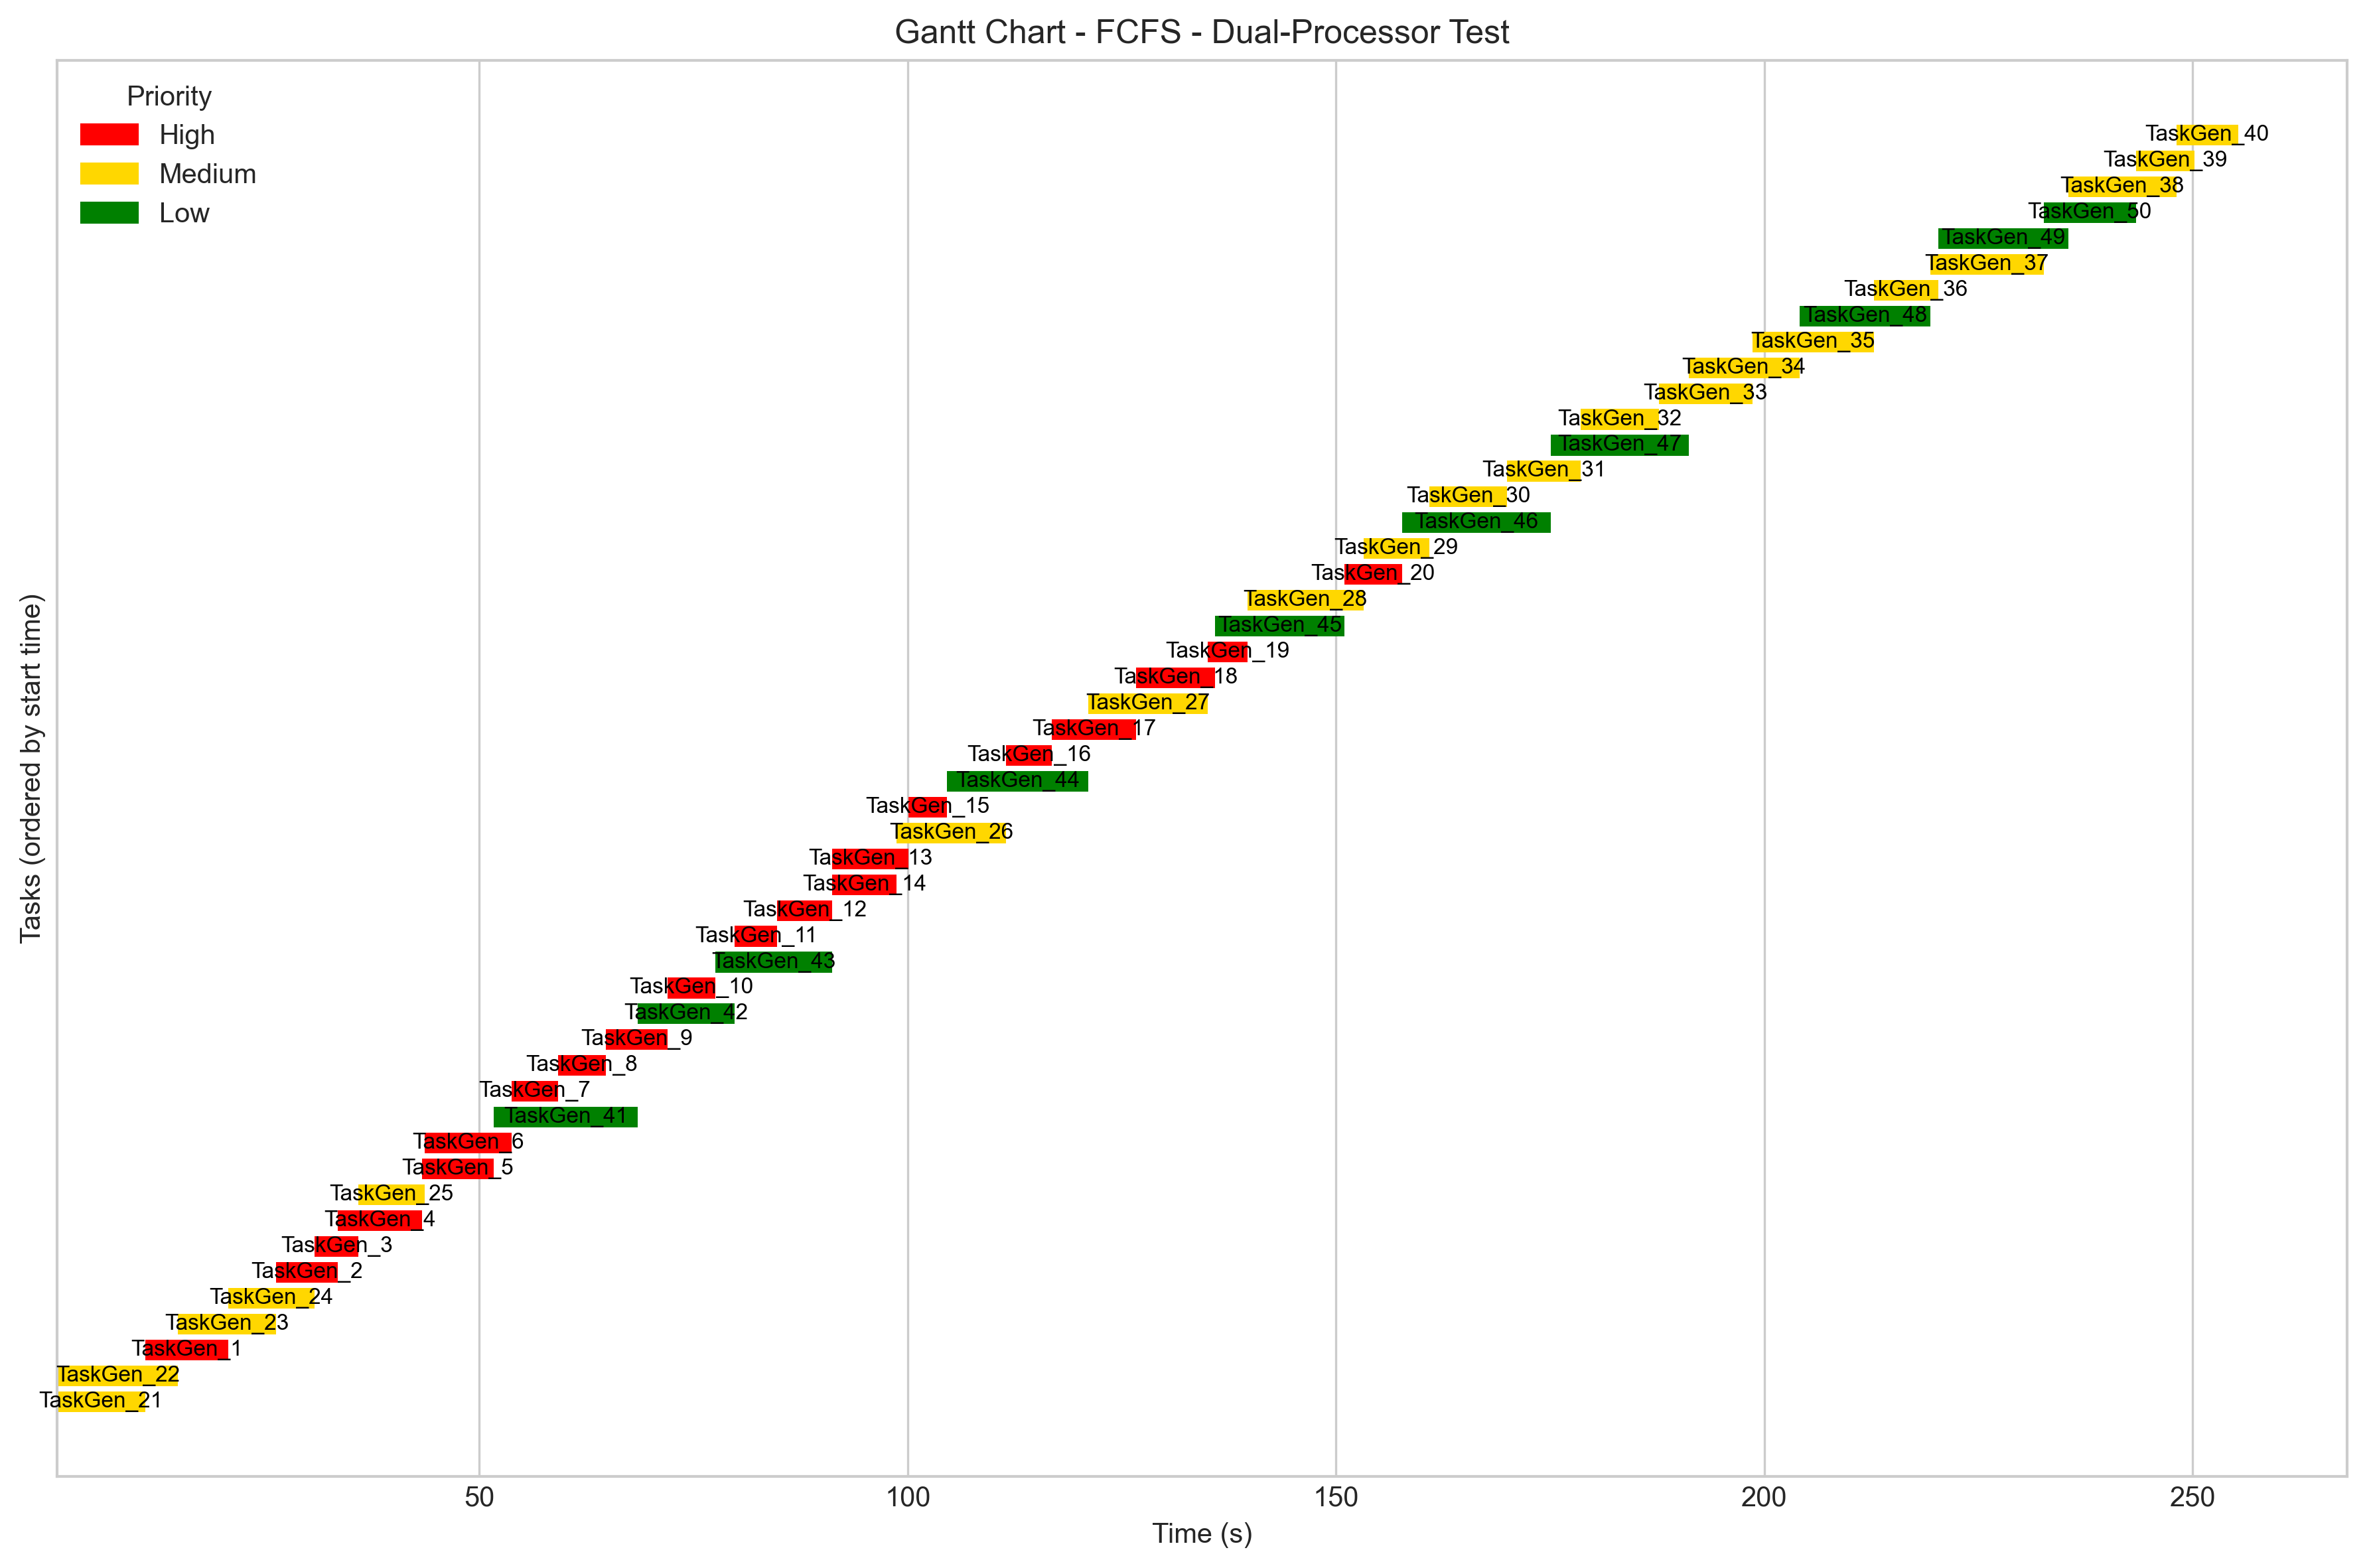 Gantt Chart - FCFS - Dual-Processor Test
Priority
High
Medium
Low
TaskGen_40
TaskGen_39
TaskGen_38
TaskGen_50
TaskGen_49
TaskGen_37
TaskGen_36
TaskGen_48
TaskGen_35
TaskGen_34
TaskGen_33
TaskGen_32
TaskGen_47
TaskGen_31
TaskGen_30
TaskGen_46
TaskGen_29
TaskGen_20
TaskGen_28
TaskGen_45
TaskGen_19
TaskGen_18
TaskGen_27
TaskGen_17
TaskGen_16
TaskGen_44
TaskGen_15
TaskGen_26
TaskGen_13
TaskGen_14
TaskGen_12
TaskGen_11
TaskGen_43
TaskGen_10
TaskGen_42
TaskGen_9
TaskGen_8
TaskGen_7
TaskGen_41
TaskGen_6
TaskGen_5
TaskGen_25
TaskGen_4
TaskGen_3
TaskGen_2
TaskGen_24
TaskGen_23
TaskGen_1
TaskGen_22
TaskGen_21
Tasks (ordered by start time)
50 100 150 200 250
Time (s)